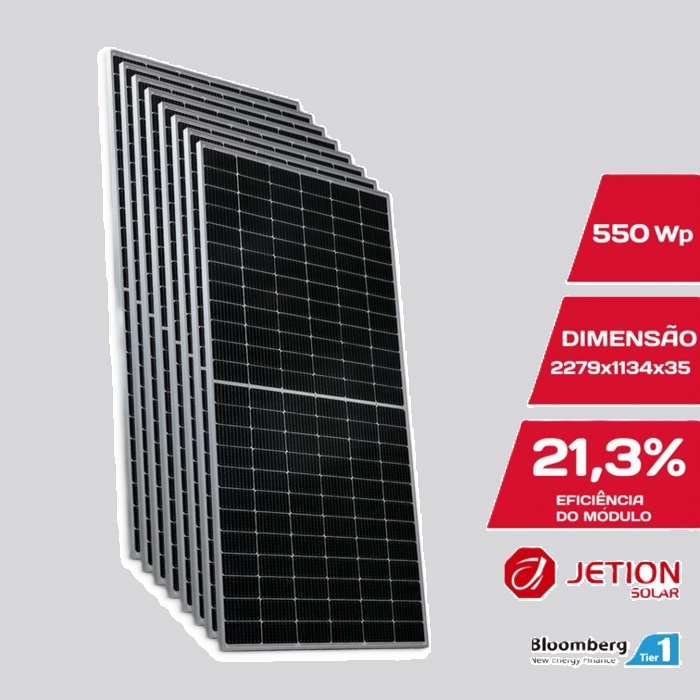 550 Wp
DIMENSÃO
2279x1134x35
21,3%
EFICIÊNCIA
DO MÓDULO
JETION
SOLAR
Bloomberg
New Energy Finance
Tier 1